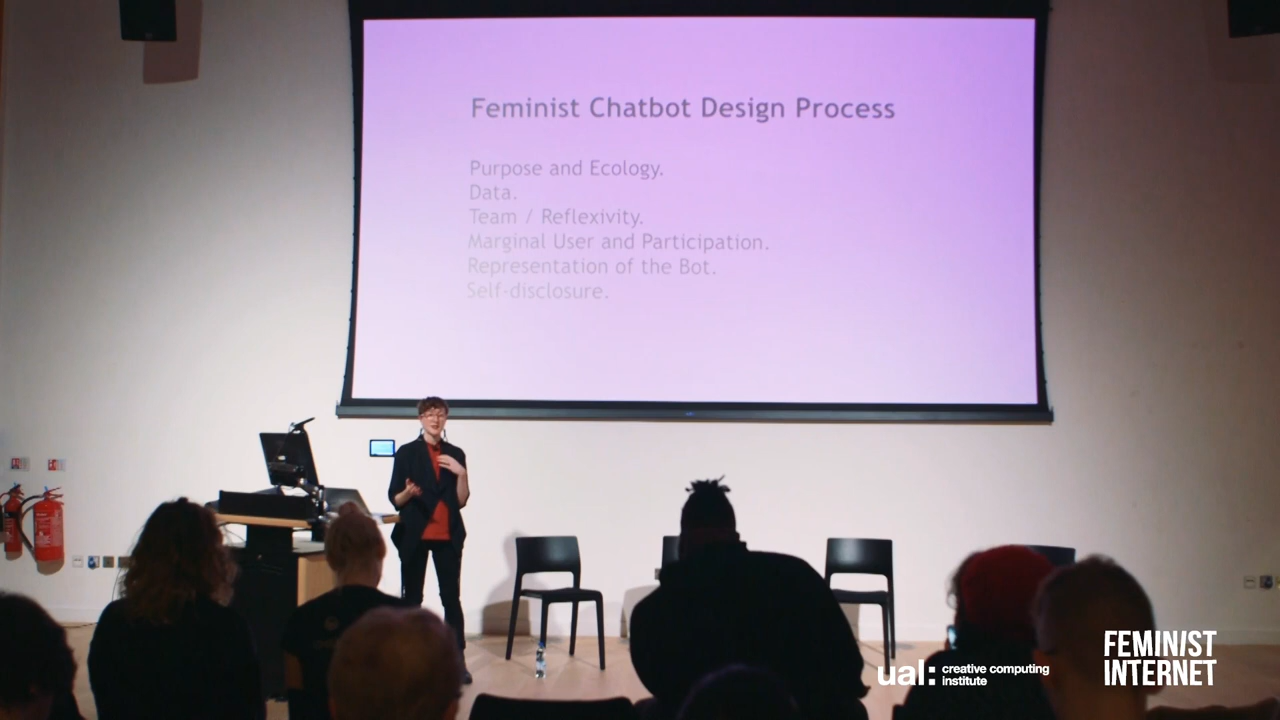 Feminist Chatbot Design Process
Purpose and Ecology.
Data.
Team / Reflexivity.
Marginal User and Participation.
Representation of the Bot.
Self-disclosure.
ual: creative computing
institute
FEMINIST
INTERNET